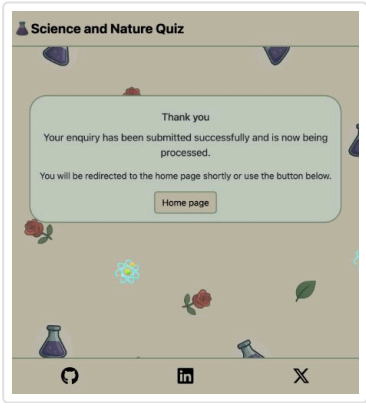 Science and Nature Quiz
Thank you
Your enquiry has been submitted successfully and is now being
processed.
You will be redirected to the home page shortly or use the button below.
Home page